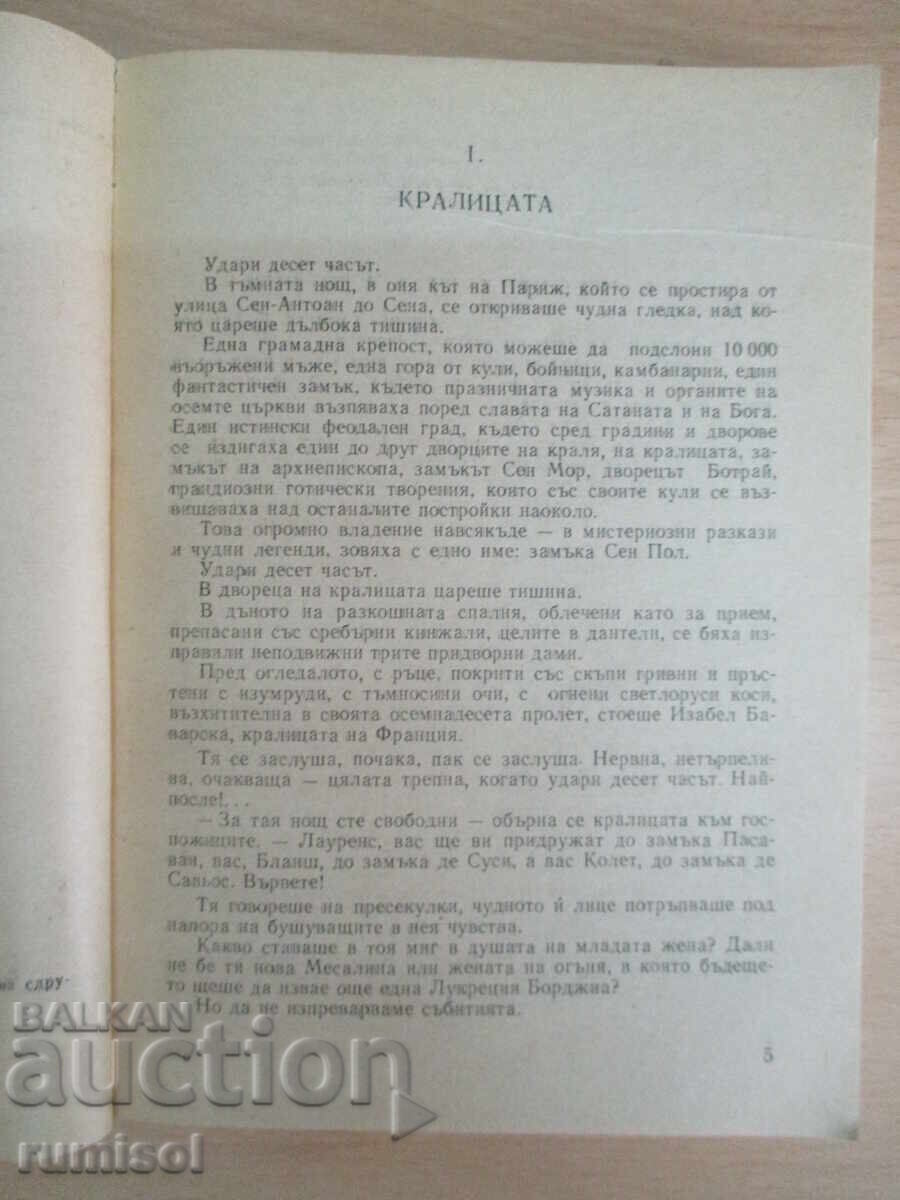 I.
КРАЛИЦАТА
Удари десет часът.
В тъмната нощ, в оня кът на Париж, който се простира от
улица Сен-Антоан до Сена, се откриваше чудна гледка, над ко-
ято цареше дълбока тишина.
Една грамадна крепост, която можеше да подслони 10 000
въоръжени мъже, една гора от кули, бойници, камбанарии, един
фантастичен замък, където празничната музика и органите на
осемте църкви възпяваха поред славата на Сатаната и на Бога.
Един истински феодален град, където сред градини и дворове
се издигаха един до друг дворците на краля, на кралицата, за-
мъкът на архиепископа, замъкът Сен Мор, дворецът Ботрай,
грандиозни готически творения, които със своите кули се въз-
вишаваха над останалите постройки наоколо.
Това огромно владение навсякъде — в мистериозни разкази
и чудни легенди, зовяха с едно име: замъка Сен Пол.
Удари десет часът.
В двореца на кралицата цареше тишина.
В дъното на разкошната спалня, облечени като за прием,
препасани със сребърни кинжали, целите в дантели, се бяха из-
правили неподвижни трите придворни дами.
Пред огледалото, с ръце, покрити със скъпи гривни и пръс-
тени с изумруди, с тъмносини очи, с огнени светлоруси коси,
възхитителна в своята осемнадесета пролет, стоеше Изабел Ба-
варска, кралицата на Франция.
Тя се заслуша, почака, пак се заслуша. Нервна, нетърпели-
ва, очакваща — цялата трепна, когато удари десет часът. Най-
после!...
— За тая нощ сте свободни — обърна се кралицата към гос-
пожиците. — Лауренс, вас ще ви придружат до замъка Паса-
ван, вас, Бланш, до замъка де Суси, а вас Колет, до замъка де
Савьос. Вървете!
Тя говореше на пресекулки, чудното й лице потръпваше под
напора на бушуващите в нея чувства.
Какво ставаше в тоя миг в душата на младата жена? Дали
не бе тя нова Месалина или жената на огъня, в която бъдеще-
то щеше да извае още една Лукреция Борджиа?
Но да не изпреварваме събитията.
5
на СДРУ-
BALKAN
auction
rumisol